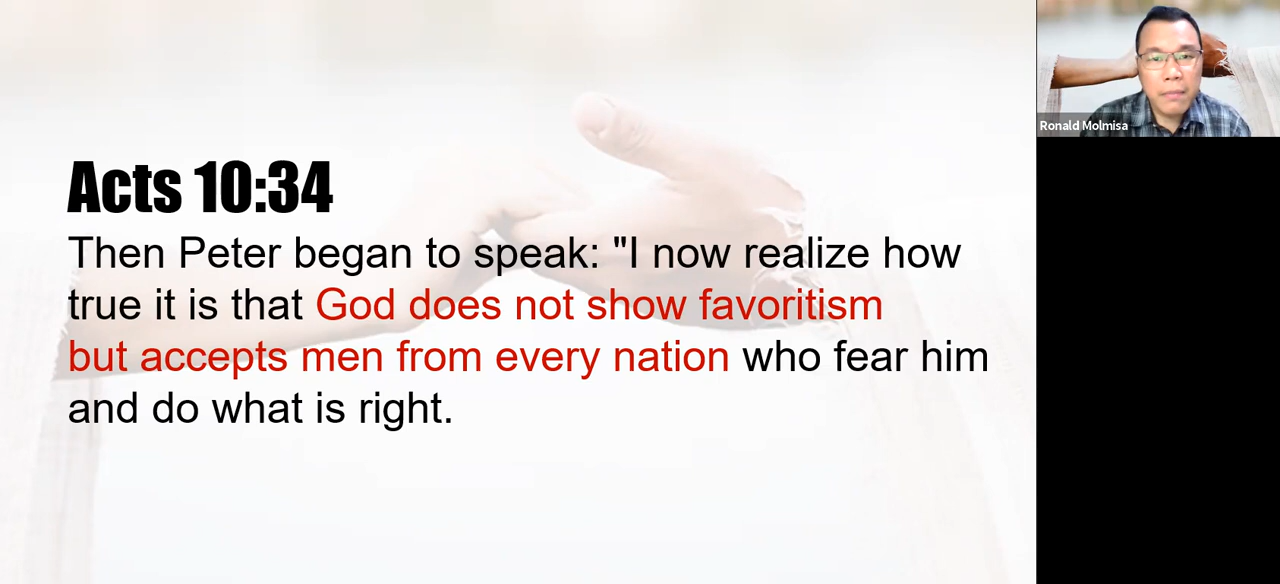 Acts 10:34
Then Peter began to speak: "I now realize how
true it is that God does not show favoritism
but accepts men from every nation who fear him
and do what is right.
Ronald Molmisa